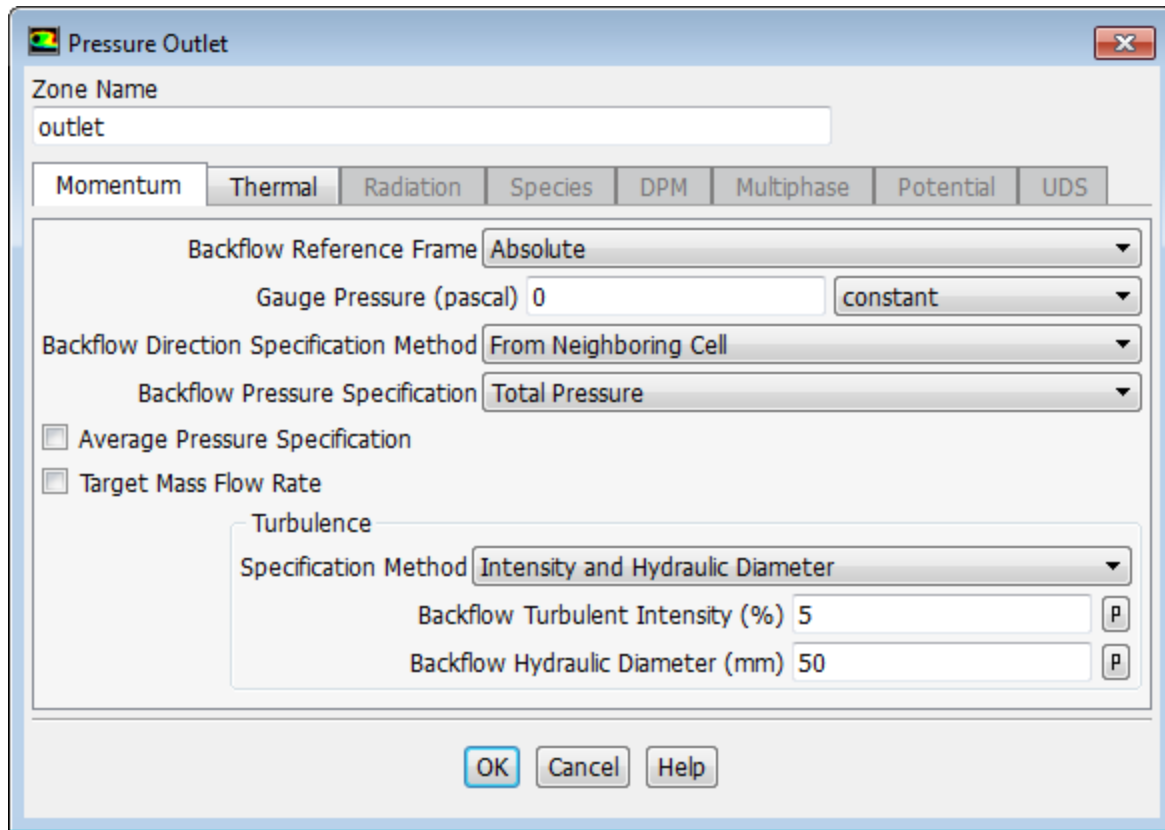 Pressure Outlet
Zone Name
outlet
Momentum Thermal Radiation Species DPM Multiphase Potential UDS
Backflow Reference Frame Absolute
Gauge Pressure (pascal) 0 constant
Backflow Direction Specification Method From Neighboring Cell
Backflow Pressure Specification Total Pressure
Average Pressure Specification
Target Mass Flow Rate
Turbulence
Specification Method Intensity and Hydraulic Diameter
Backflow Turbulent Intensity (%) 5 P
Backflow Hydraulic Diameter (mm) 50 P
OK Cancel Help